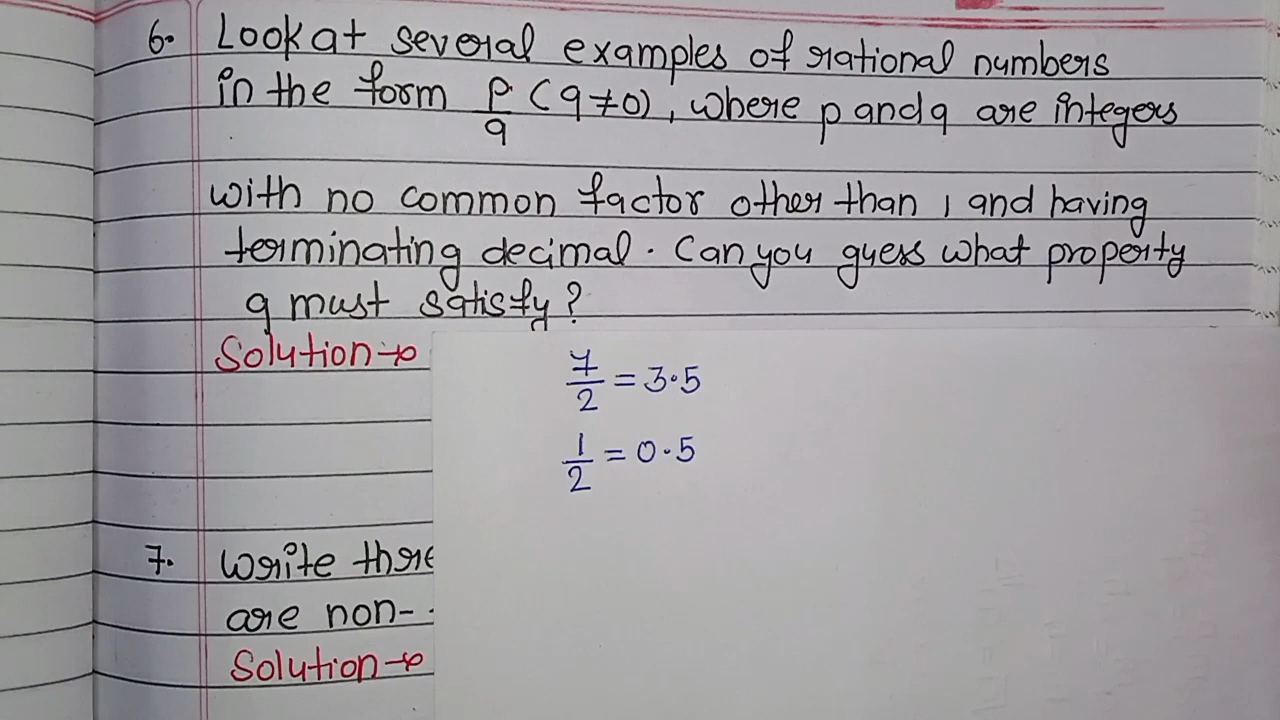 6. Look at several examples of rational numbers
in the form p/q (q≠0), where p and q are integers
with no common factor other than 1 and having
terminating decimal. Can you guess what property
q must satisfy?
Solution→
7/2 = 3.5
1/2 = 0.5
7. Write thre
are non-
Solution→